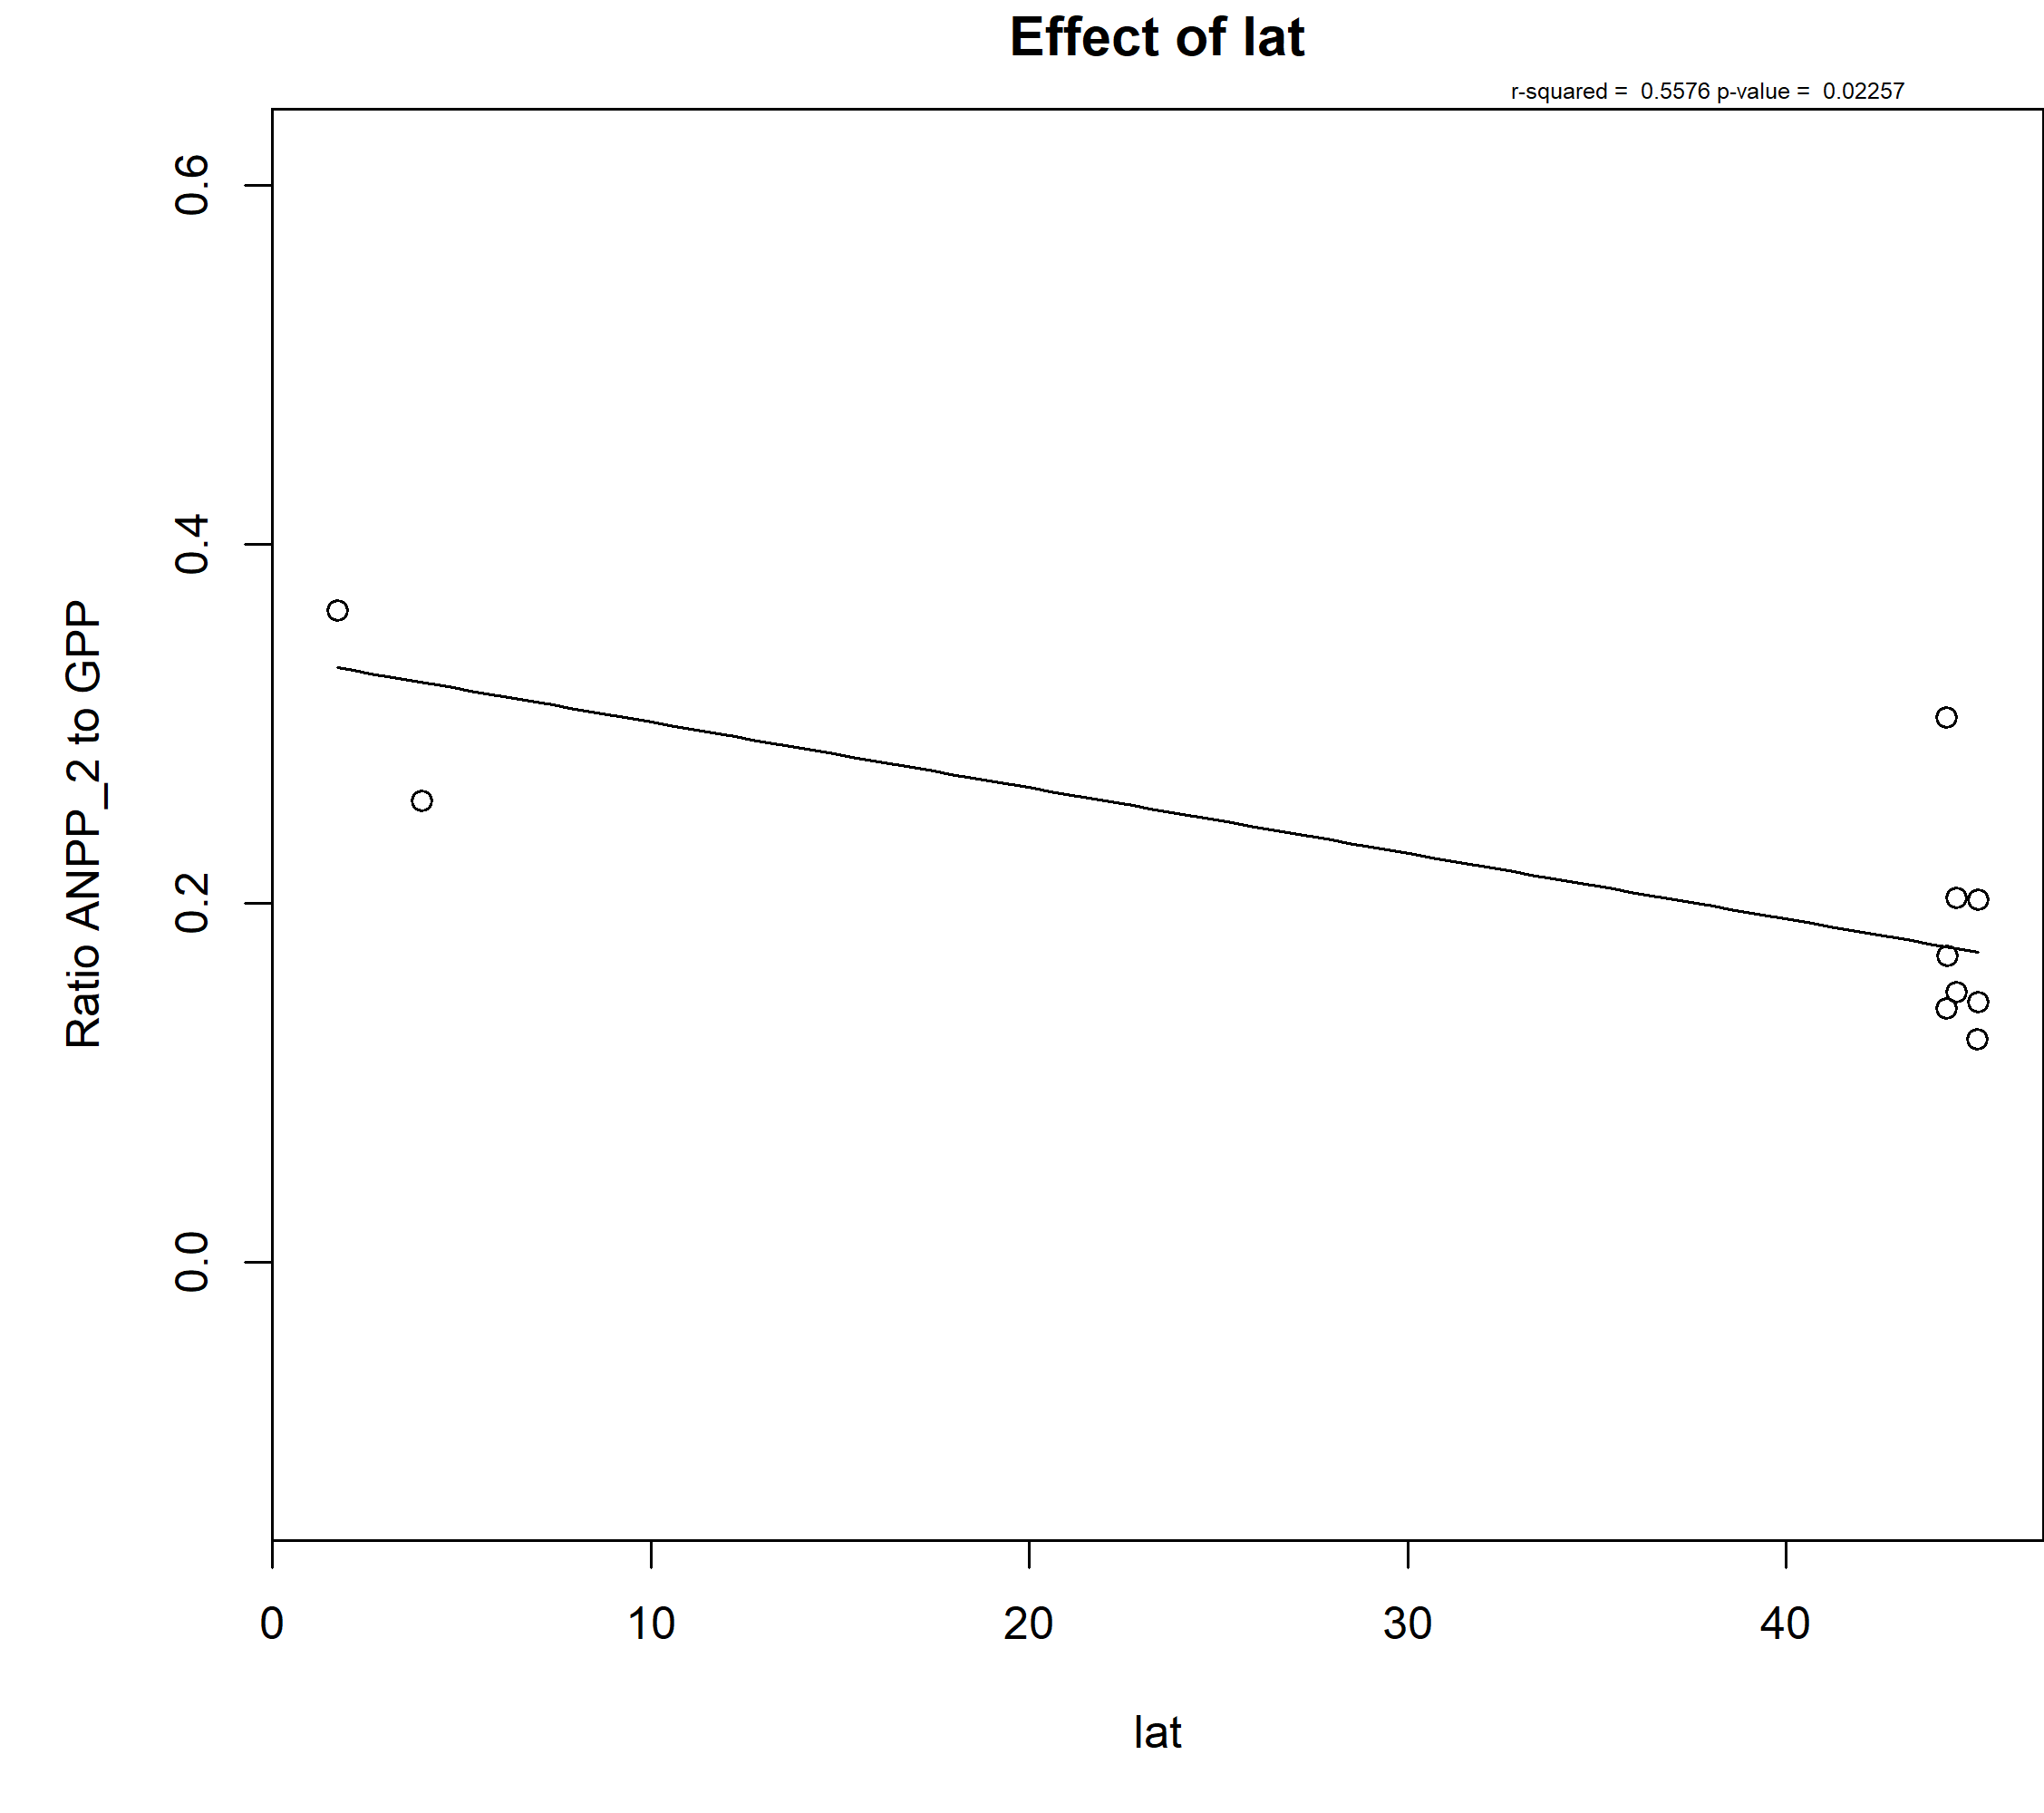 Effect of lat
r-squared = 0.5576 p-value = 0.02257
Ratio ANPP_2 to GPP
0.6
0.4
0.2
0.0
0 10 20 30 40
lat